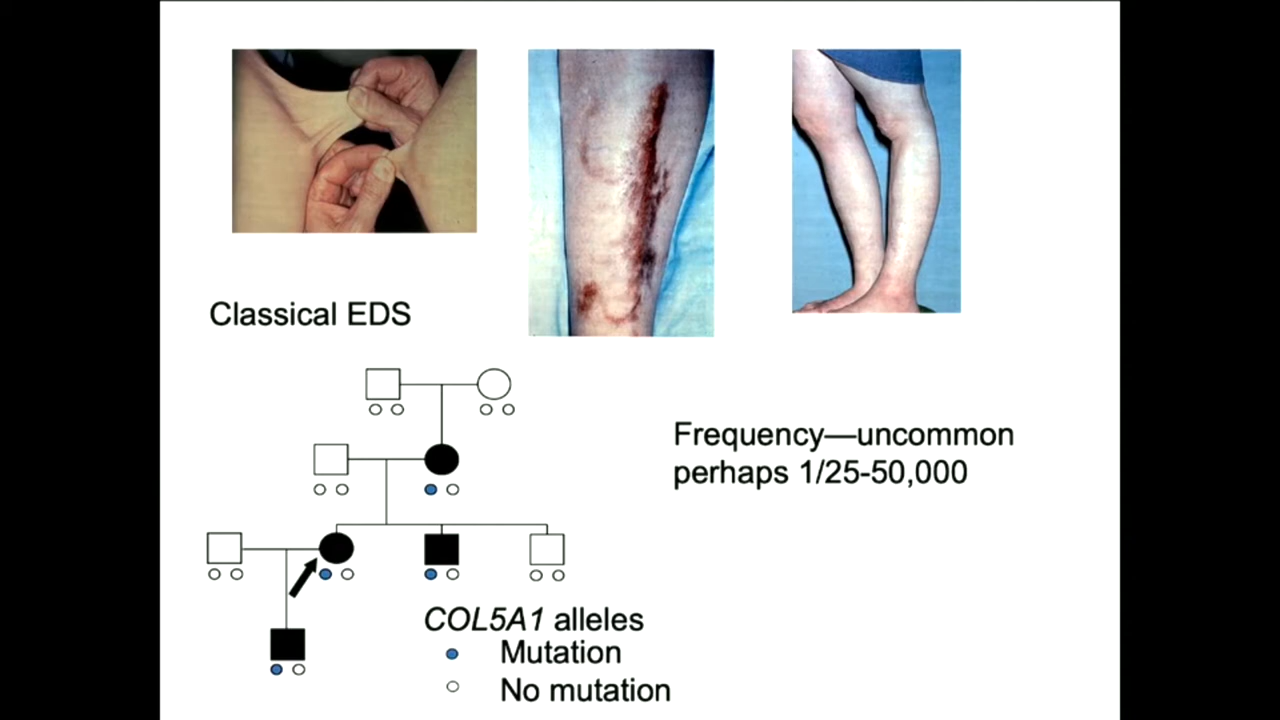 Classical EDS
Frequency—uncommon
perhaps 1/25-50,000
COL5A1 alleles
Mutation
No mutation